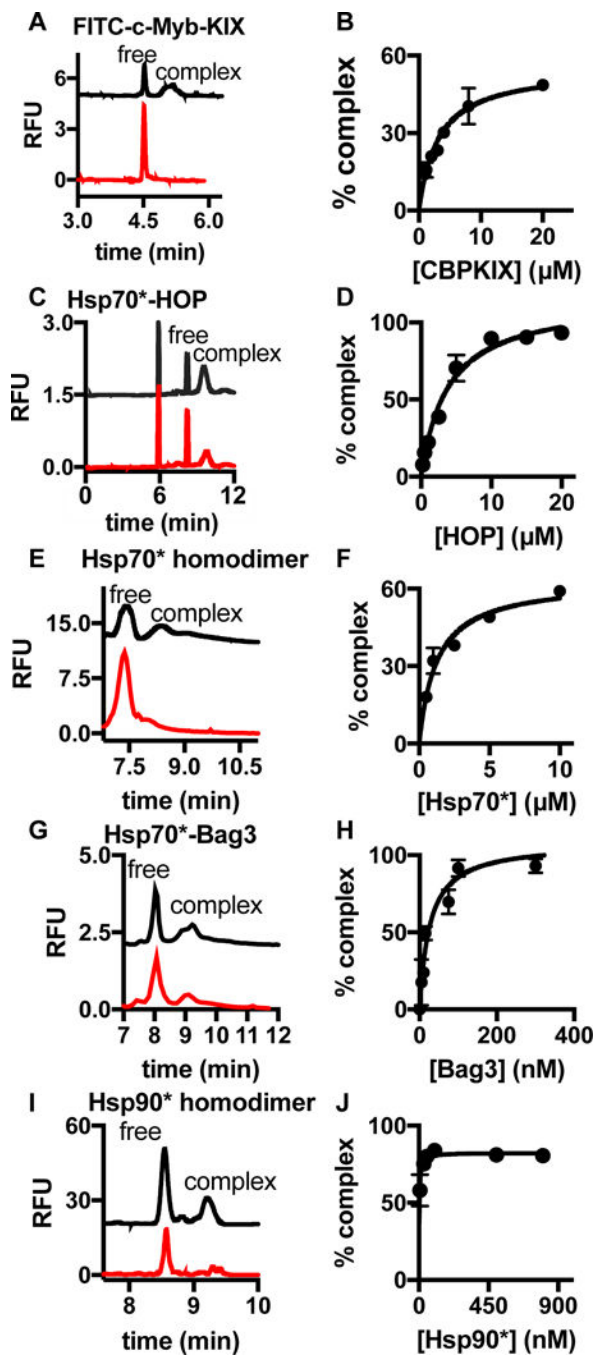 A FITC-c-Myb-KIX
free
complex
RFU
6
3
0
3.0 4.5 6.0
time (min)
B
% complex
60
30
0
0 10 20
[CBPKIX] (µM)
C Hsp70*-HOP
free
complex
RFU
3.0
1.5
0.0
0 6 12
time (min)
D
% complex
100
50
0
0 10 20
[HOP] (µM)
E Hsp70* homodimer
free
complex
RFU
15.0
7.5
0.0
7.5 9.0 10.5
time (min)
F
% complex
60
30
0
0 5 10
[Hsp70*] (µM)
G Hsp70*-Bag3
free
complex
RFU
5.0
2.5
0.0
7 8 9 10 11 12
time (min)
H
% complex
100
50
0
0 200 400
[Bag3] (nM)
I Hsp90* homodimer
free
complex
RFU
60
30
0
8 9 10
time (min)
J
% complex
100
50
0
0 450 900
[Hsp90*] (nM)